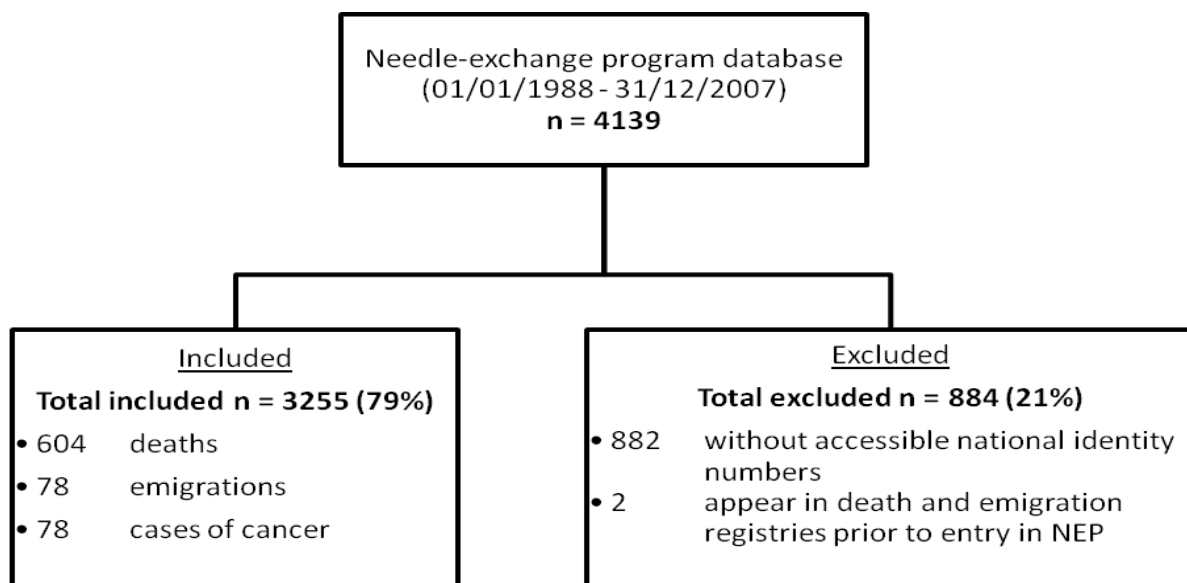 Needle-exchange program database
(01/01/1988 - 31/12/2007)
n = 4139
Included
Total included n = 3255 (79%)
• 604 deaths
• 78 emigrations
• 78 cases of cancer
Excluded
Total excluded n = 884 (21%)
• 882 without accessible national identity
numbers
• 2 appear in death and emigration
registries prior to entry in NEP